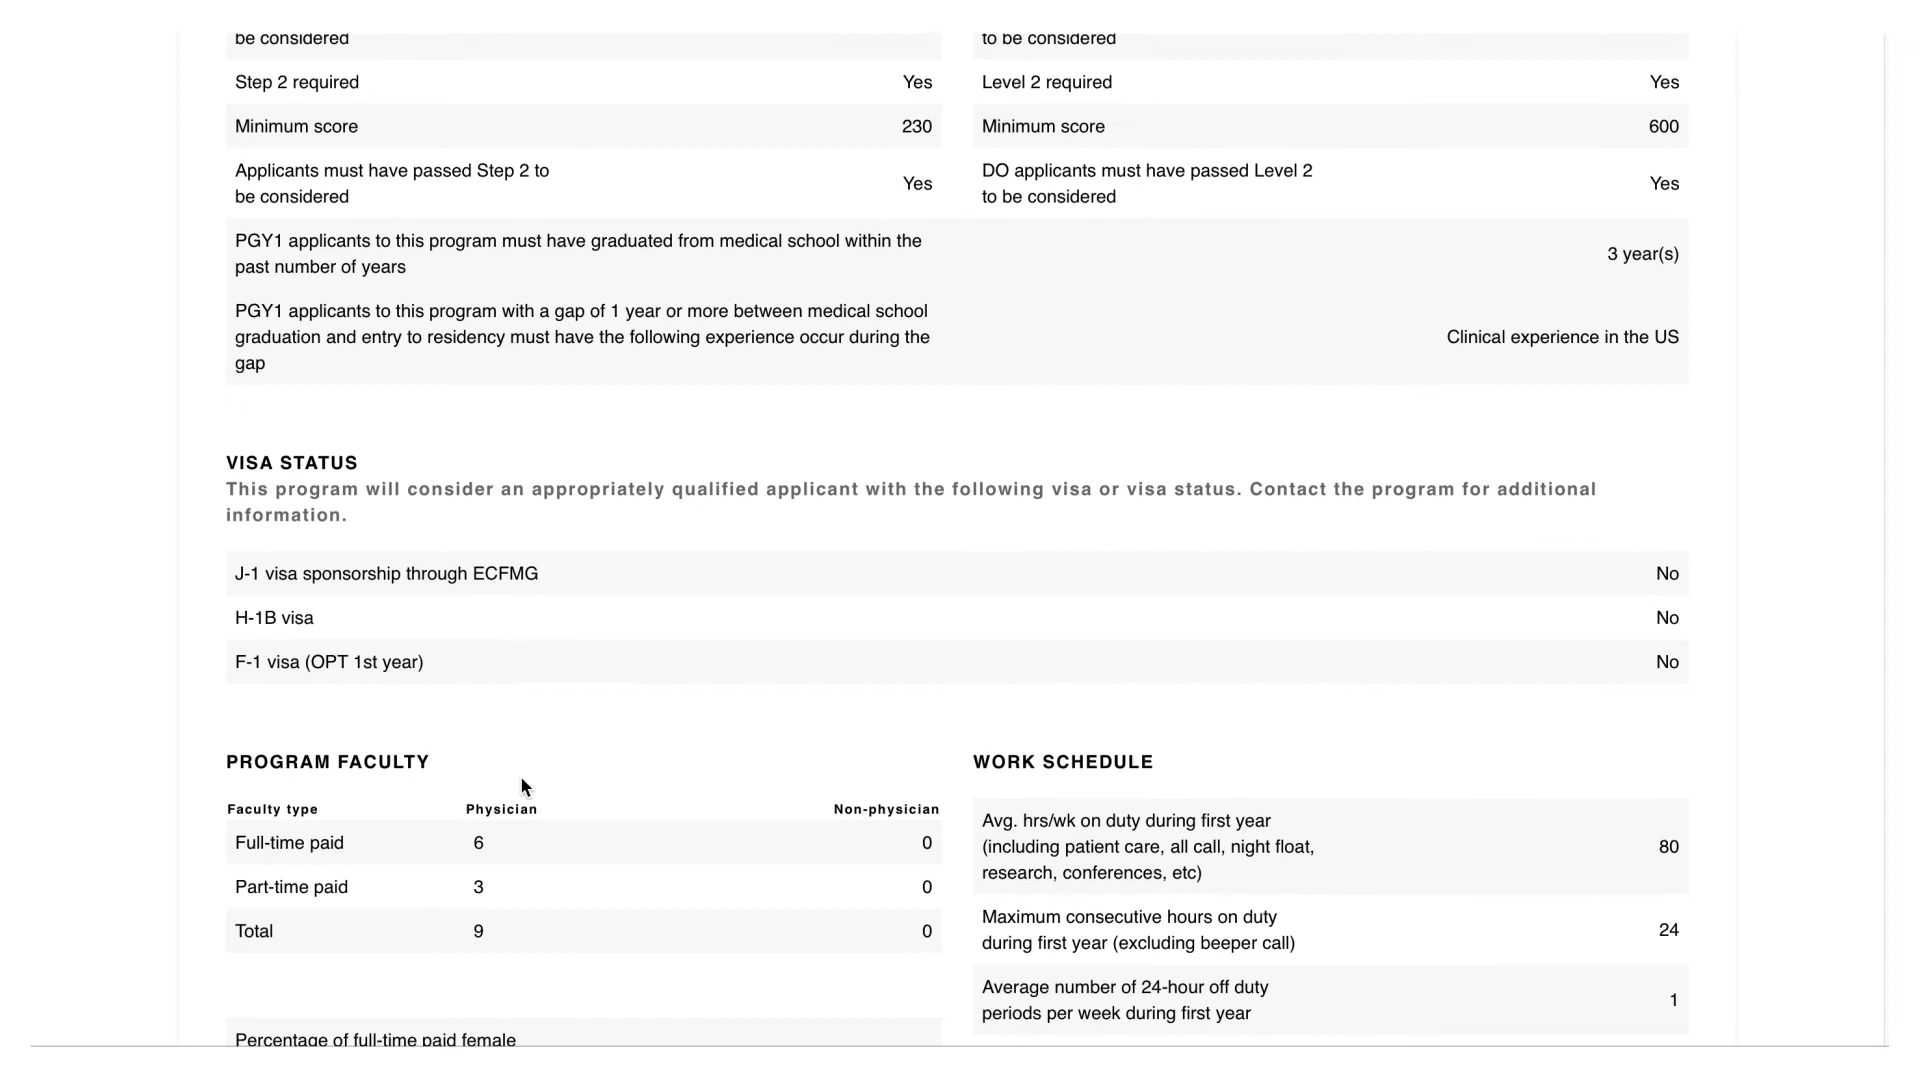 be considered
to be considered
Step 2 required Yes
Level 2 required Yes
Minimum score 230
Minimum score 600
Applicants must have passed Step 2 to
be considered
Yes
DO applicants must have passed Level 2
to be considered
Yes
PGY1 applicants to this program must have graduated from medical school within the
past number of years
3 year(s)
PGY1 applicants to this program with a gap of 1 year or more between medical school
graduation and entry to residency must have the following experience occur during the
gap
Clinical experience in the US
VISA STATUS
This program will consider an appropriately qualified applicant with the following visa or visa status. Contact the program for additional
information.
J-1 visa sponsorship through ECFMG No
H-1B visa No
F-1 visa (OPT 1st year) No
PROGRAM FACULTY
Faculty type Physician Non-physician
Full-time paid 6 0
Part-time paid 3 0
Total 9 0
Percentage of full-time paid female
WORK SCHEDULE
Avg. hrs/wk on duty during first year
(including patient care, all call, night float,
research, conferences, etc)
80
Maximum consecutive hours on duty
during first year (excluding beeper call)
24
Average number of 24-hour off duty
periods per week during first year
1